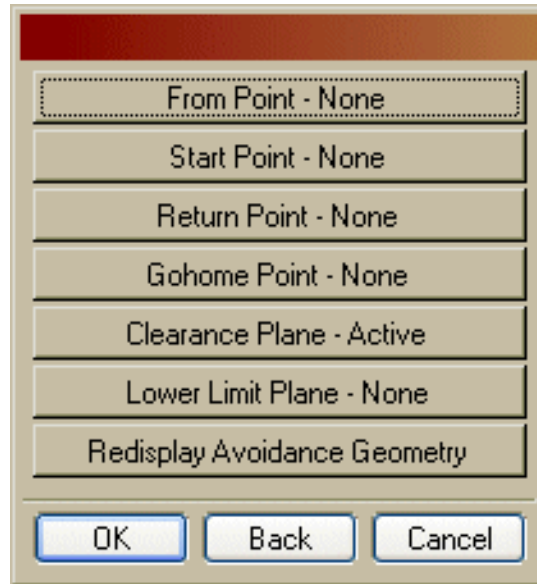 From Point - None
Start Point - None
Return Point - None
Gohome Point - None
Clearance Plane - Active
Lower Limit Plane - None
Redisplay Avoidance Geometry
OK Back Cancel